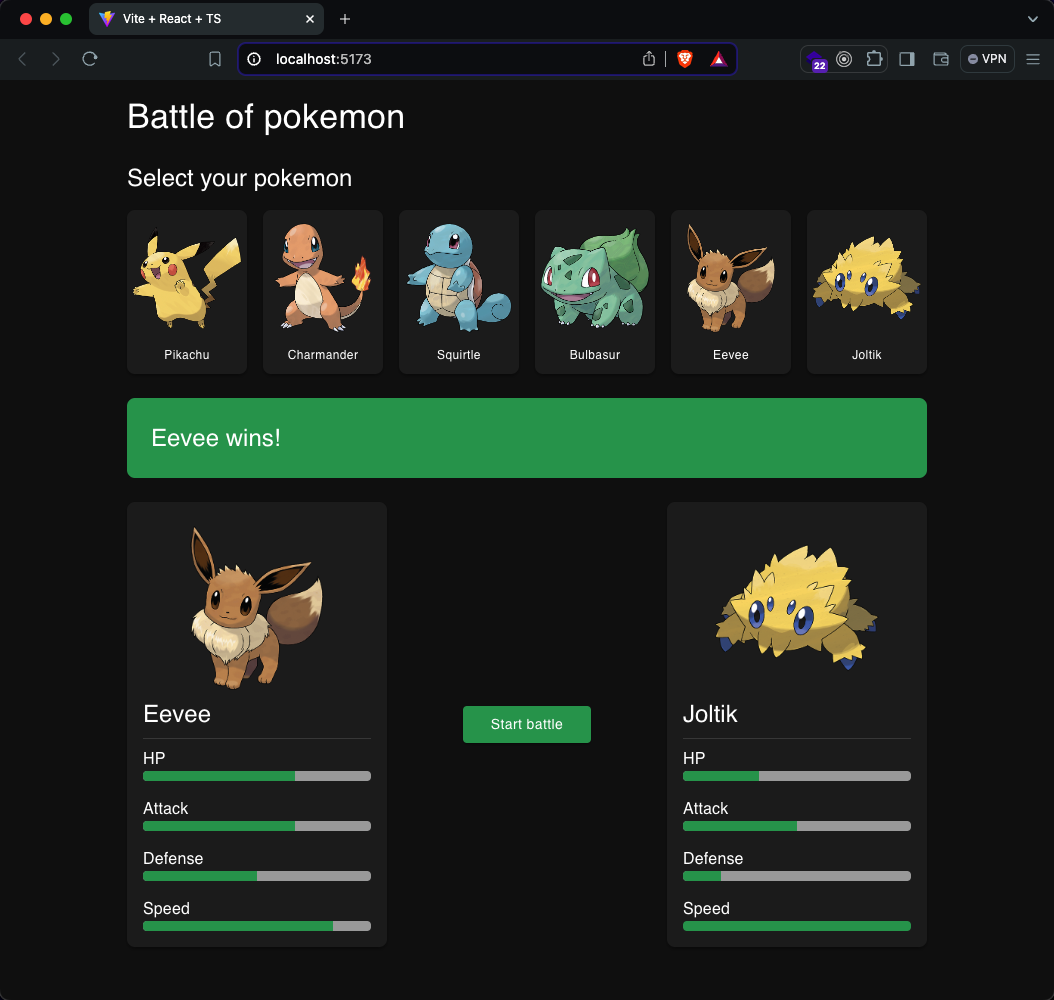 Vite + React + TS
localhost:5173
22
VPN
Battle of pokemon
Select your pokemon
Pikachu
Charmander
Squirtle
Bulbasur
Eevee
Joltik
Eevee wins!
Eevee
HP
Attack
Defense
Speed
Start battle
Joltik
HP
Attack
Defense
Speed